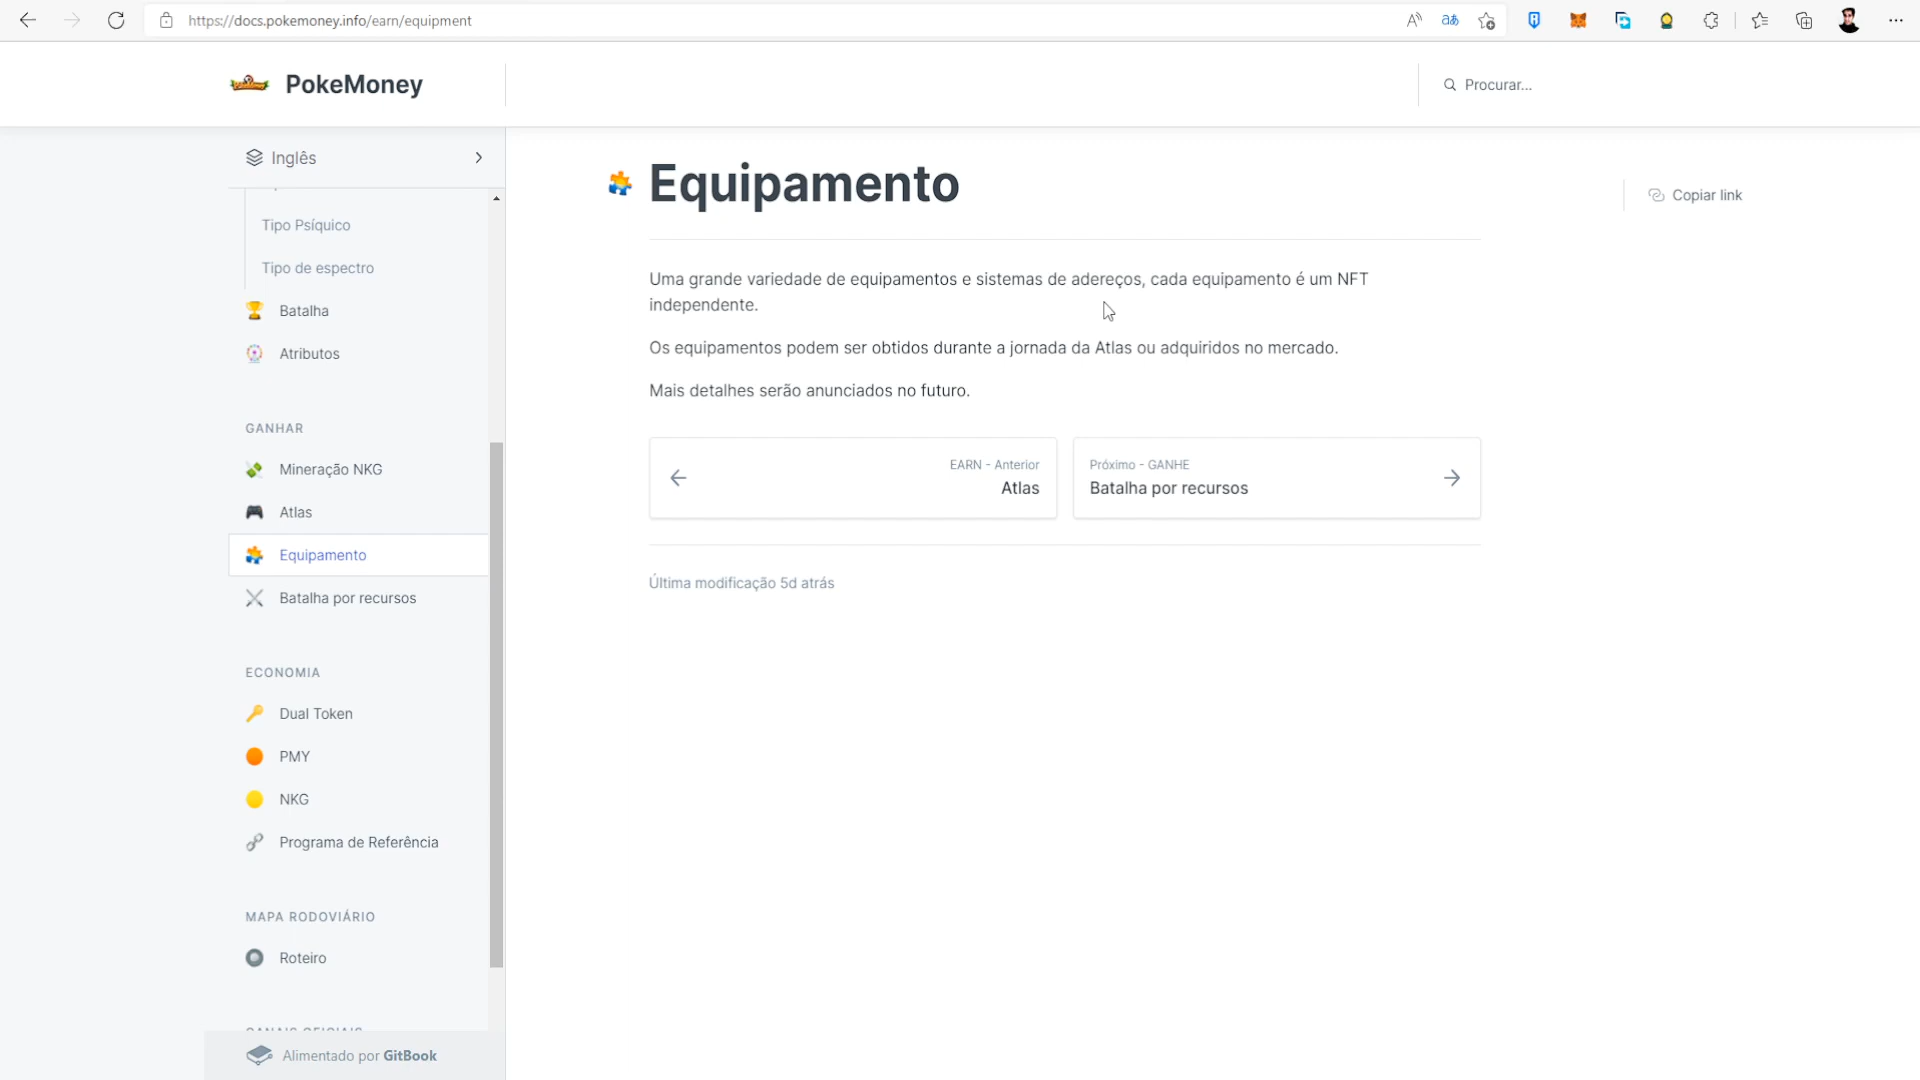 https://docs.pokemoney.info/earn/equipment
PokeMoney
Procurar...
Inglês
Tipo Psíquico
Tipo de espectro
Batalha
Atributos
GANHAR
Mineração NKG
Atlas
Equipamento
Batalha por recursos
ECONOMIA
Dual Token
PMY
NKG
Programa de Referência
MAPA RODOVIÁRIO
Roteiro
CANAIS OFICIAIS
Alimentado por GitBook
Equipamento
Copiar link
Uma grande variedade de equipamentos e sistemas de adereços, cada equipamento é um NFT
independente.
Os equipamentos podem ser obtidos durante a jornada da Atlas ou adquiridos no mercado.
Mais detalhes serão anunciados no futuro.
EARN - Anterior
Atlas
Próximo - GANHE
Batalha por recursos
Última modificação 5d atrás